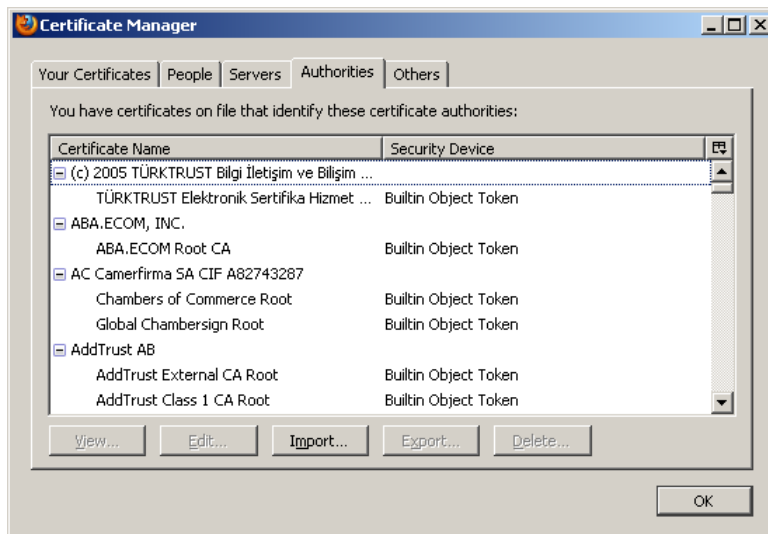 Certificate Manager
Your Certificates People Servers Authorities Others
You have certificates on file that identify these certificate authorities:
Certificate Name Security Device
(c) 2005 TÜRKTRUST Bilgi İletişim ve Bilişim ...
TÜRKTRUST Elektronik Sertifika Hizmet ... Builtin Object Token
ABA.ECOM, INC.
ABA.ECOM Root CA Builtin Object Token
AC Camerfirma SA CIF A82743287
Chambers of Commerce Root Builtin Object Token
Global Chambersign Root Builtin Object Token
AddTrust AB
AddTrust External CA Root Builtin Object Token
AddTrust Class 1 CA Root Builtin Object Token
View... Edit... Import... Export... Delete...
OK